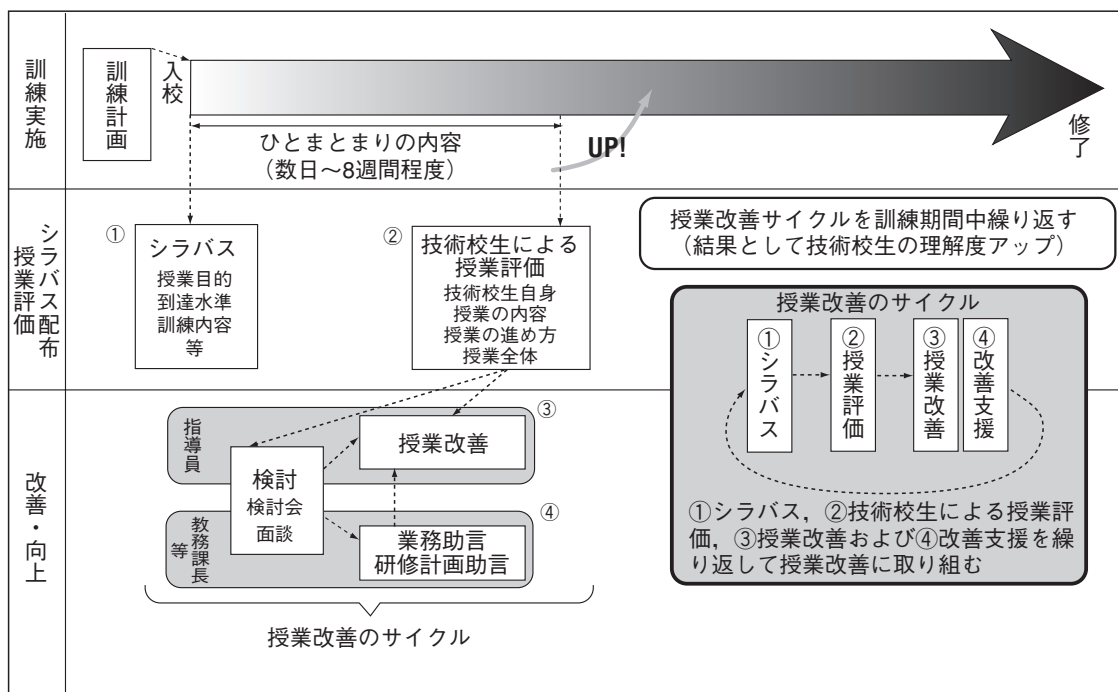 訓練実施
訓練計画
入校
ひとまとまりの内容
(数日〜8週間程度)
UP!
修了
シラバス配布
授業評価
①
シラバス
授業目的
到達水準
訓練内容
等
②
技術校生による
授業評価
技術校生自身
授業の内容
授業の進め方
授業全体
授業改善サイクルを訓練期間中繰り返す
(結果として技術校生の理解度アップ)
授業改善のサイクル
①シラバス
②授業評価
③授業改善
④改善支援
①シラバス,②技術校生による授業評
価,③授業改善および④改善支援を繰
り返して授業改善に取り組む
改善・向上
指導員
③
授業改善
検討
検討会
面談
教務課長
等
④
業務助言
研修計画助言
授業改善のサイクル